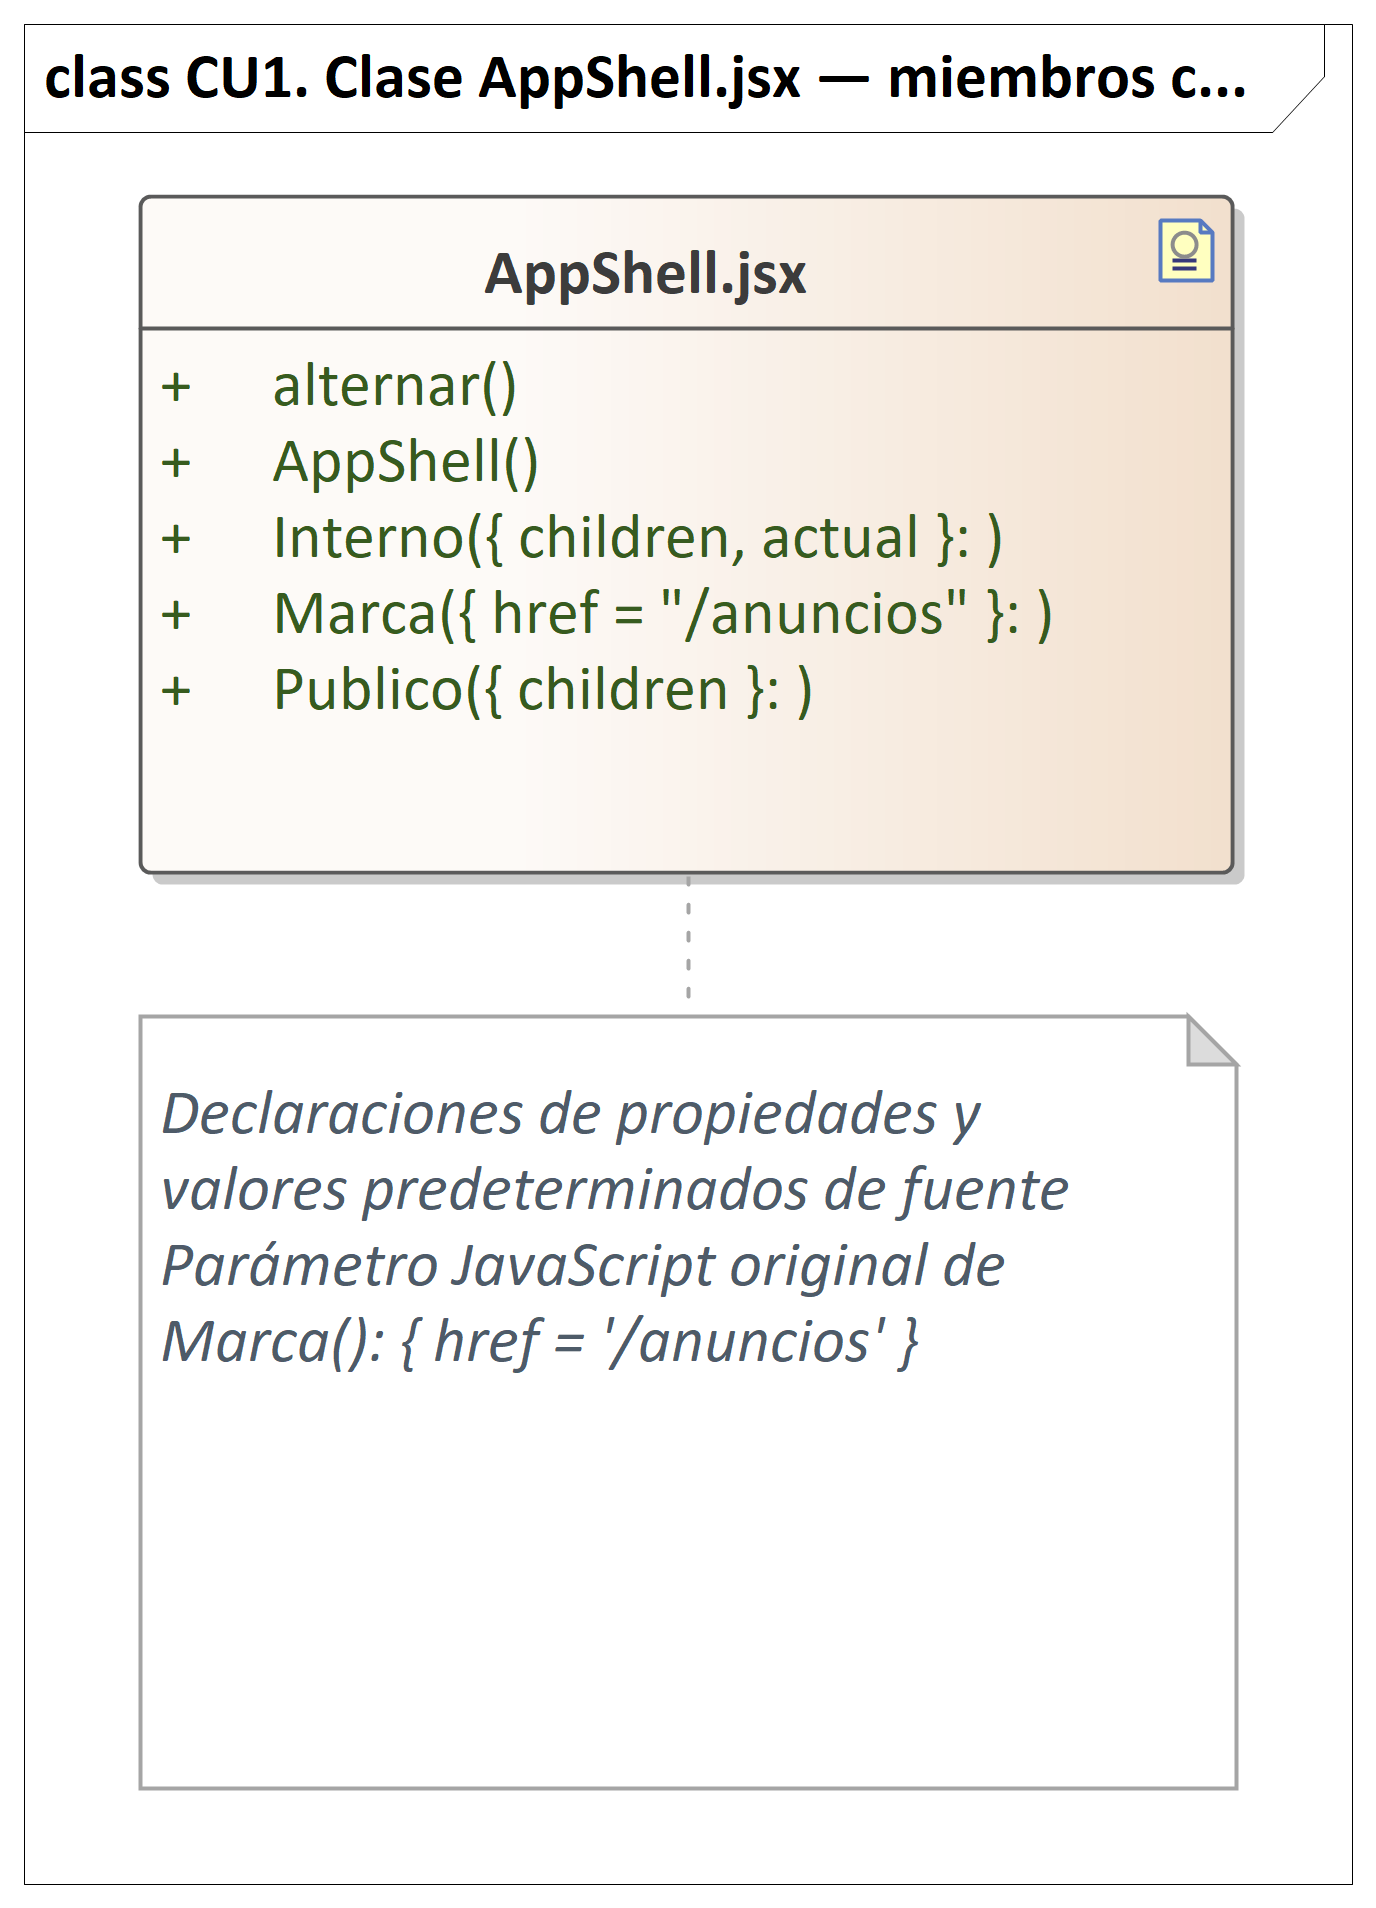 class CU1. Clase AppShell.jsx — miembros c...
AppShell.jsx
+ alternar()
+ AppShell()
+ Interno({ children, actual }: )
+ Marca({ href = "/anuncios" }: )
+ Publico({ children }: )
Declaraciones de propiedades y
valores predeterminados de fuente
Parámetro JavaScript original de
Marca(): { href = '/anuncios' }